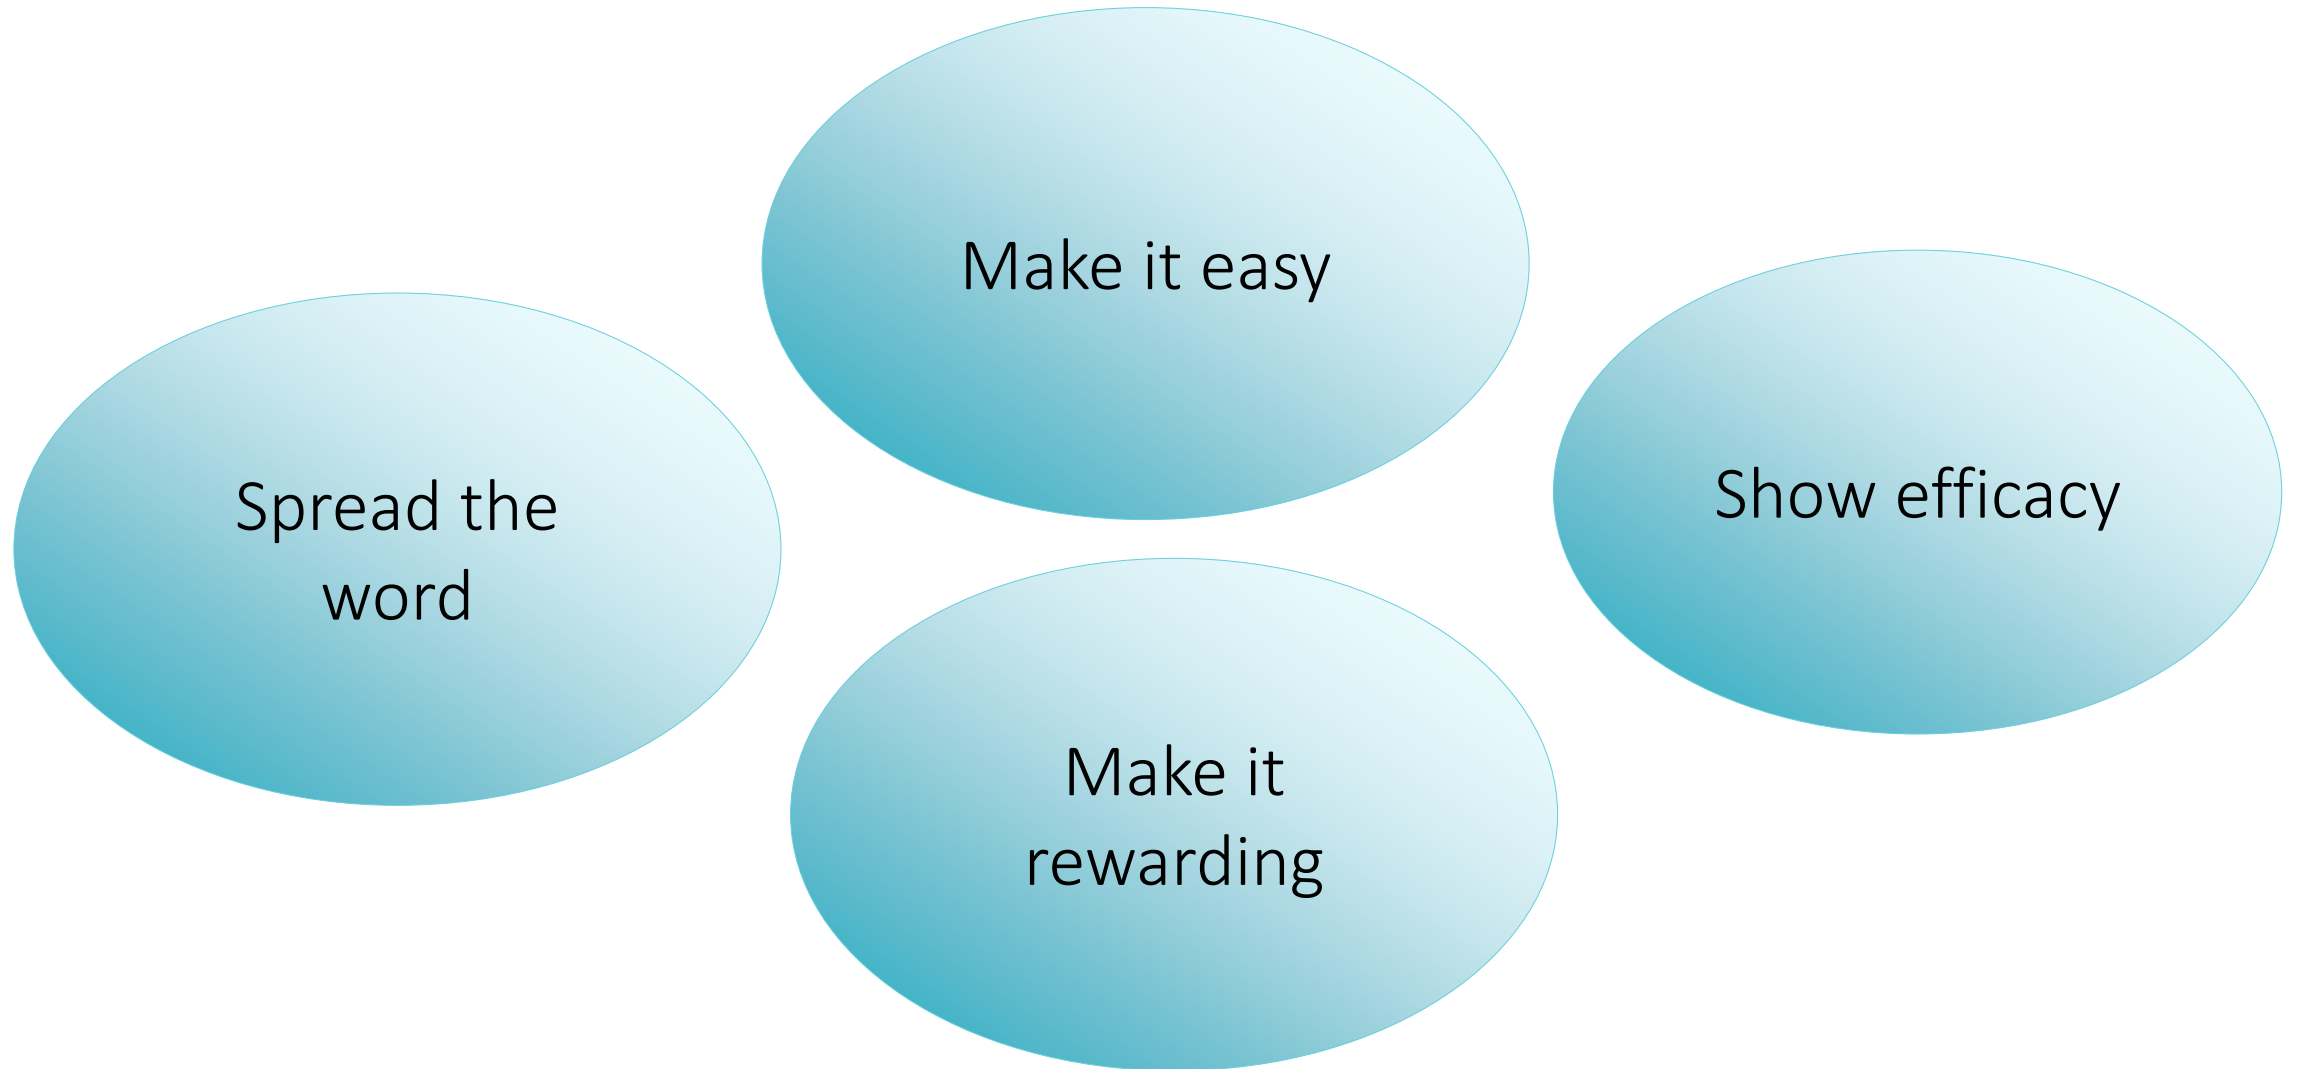 Make it easy
Spread the
word
Show efficacy
Make it
rewarding